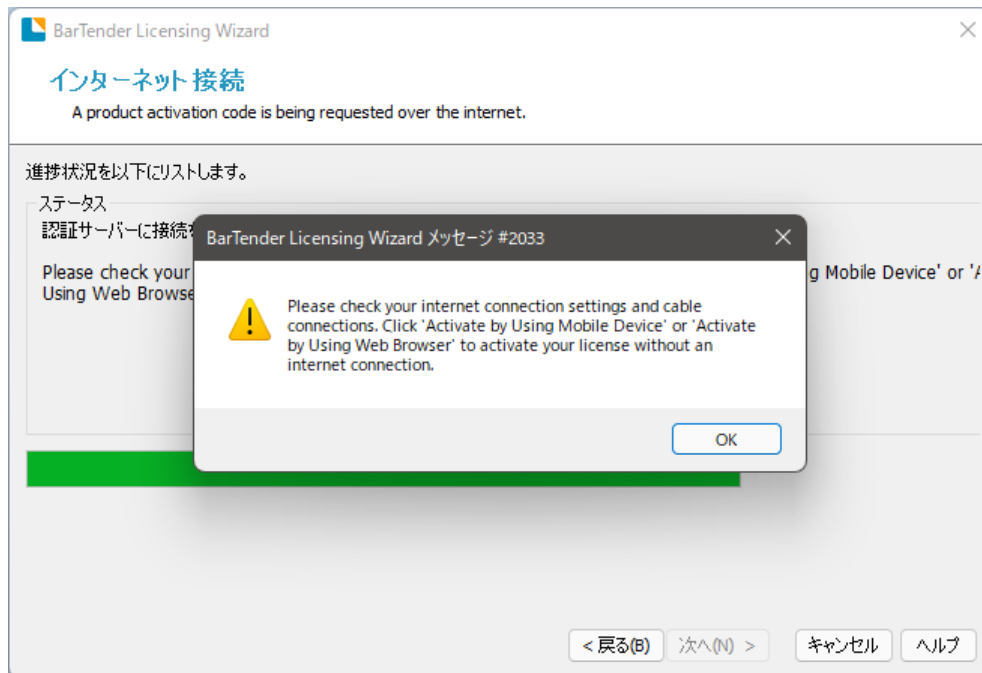 BarTender Licensing Wizard
インターネット接続
A product activation code is being requested over the internet.
進捗状況を以下にリストします。
ステータス
認証サーバーに接続
Please check your
g Mobile Device' or
Using Web Browse
BarTender Licensing Wizard メッセージ #2033
Please check your internet connection settings and cable
connections. Click 'Activate by Using Mobile Device' or 'Activate
by Using Web Browser' to activate your license without an
internet connection.
OK
< 戻る(B)
次へ(N) >
キャンセル
ヘルプ